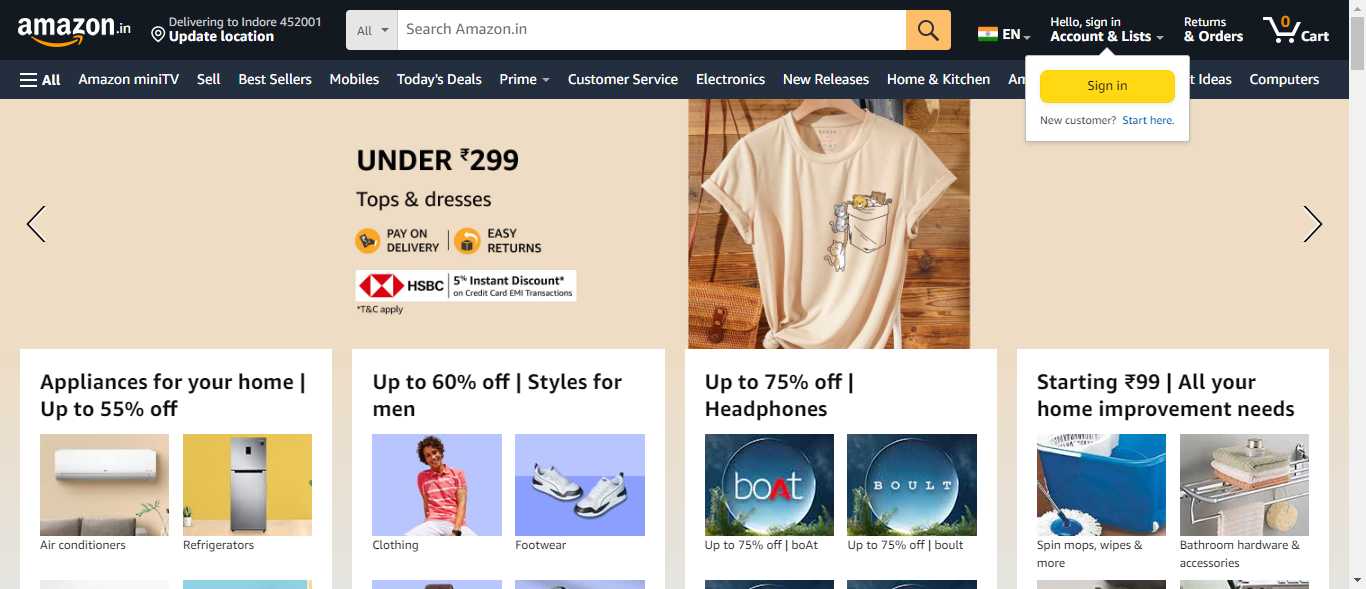 amazon.in
Delivering to Indore 452001
Update location
All
Search Amazon.in
EN
Hello, sign in
Account & Lists
Returns
& Orders
0
Cart
All
Amazon miniTV
Sell
Best Sellers
Mobiles
Today's Deals
Prime
Customer Service
Electronics
New Releases
Home & Kitchen
Am
t Ideas
Computers
Sign in
New customer? Start here.
UNDER ₹299
Tops & dresses
PAY ON
DELIVERY
EASY
RETURNS
HSBC
5% Instant Discount*
on Credit Card EMI Transactions
*T&C apply
Appliances for your home |
Up to 55% off
Air conditioners
Refrigerators
Up to 60% off | Styles for
men
Clothing
Footwear
Up to 75% off |
Headphones
boAt
BOULT
Up to 75% off | boAt
Up to 75% off | boult
Starting ₹99 | All your
home improvement needs
Spin mops, wipes &
more
Bathroom hardware &
accessories